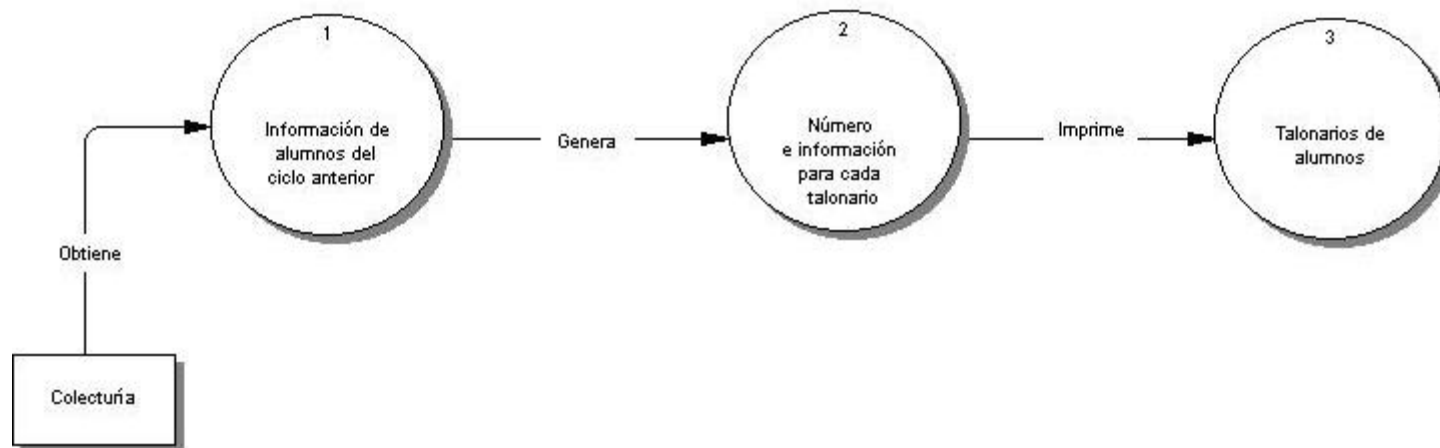 1
Información de
alumnos del
ciclo anterior
Genera
2
Número
e información
para cada
talonario
Imprime
3
Talonarios de
alumnos
Obtiene
Colecturía